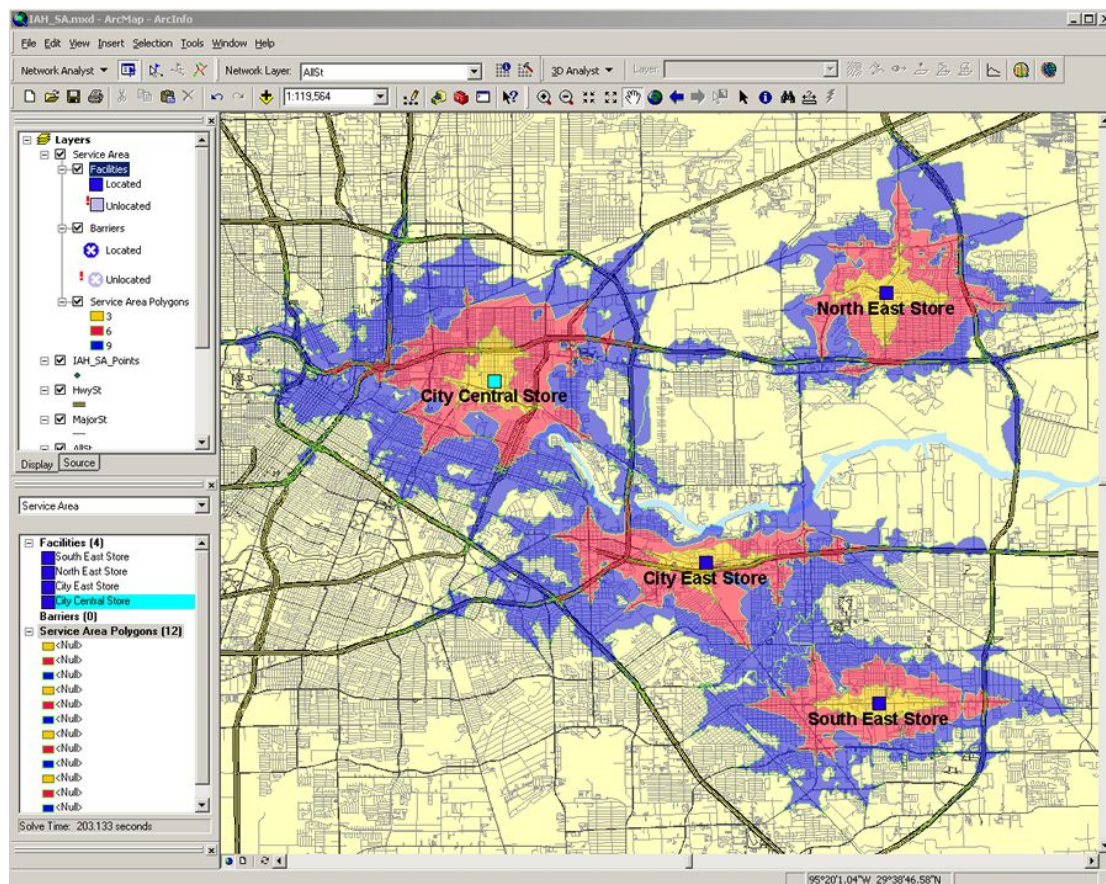 IAH_SA.mxd - ArcMap - ArcInfo
File Edit View Insert Selection Tools Window Help
Network Analyst Network Layer: AllSt 3D Analyst Layer:
1:119,564
Layers
Service Area
Facilities
Located
Unlocated
Barriers
Located
Unlocated
Service Area Polygons
3
6
9
IAH_SA_Points
HwySt
MajorSt
AllSt
Display Source
Service Area
Facilities (4)
South East Store
North East Store
City East Store
City Central Store
Barriers (0)
Service Area Polygons (12)
<Null>
<Null>
<Null>
<Null>
<Null>
<Null>
<Null>
<Null>
<Null>
<Null>
<Null>
<Null>
Solve Time: 203.133 seconds
North East Store
City Central Store
City East Store
South East Store
95°20'1.04"W 29°38'46.58"N